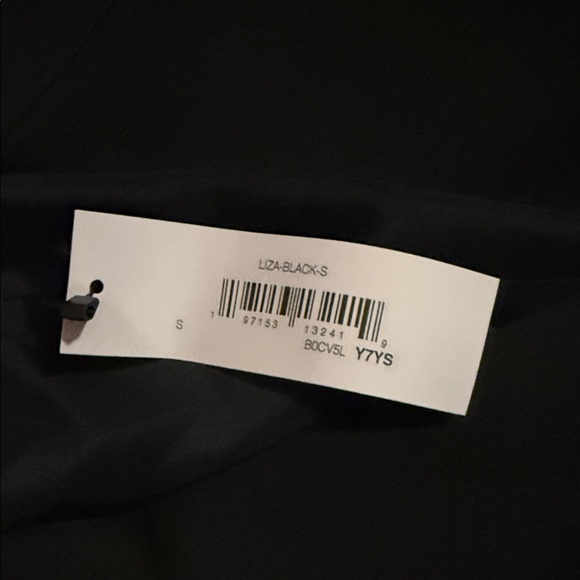 LIZA-BLACK-S
S
1 97153 13241 9
B0CV5L Y7YS